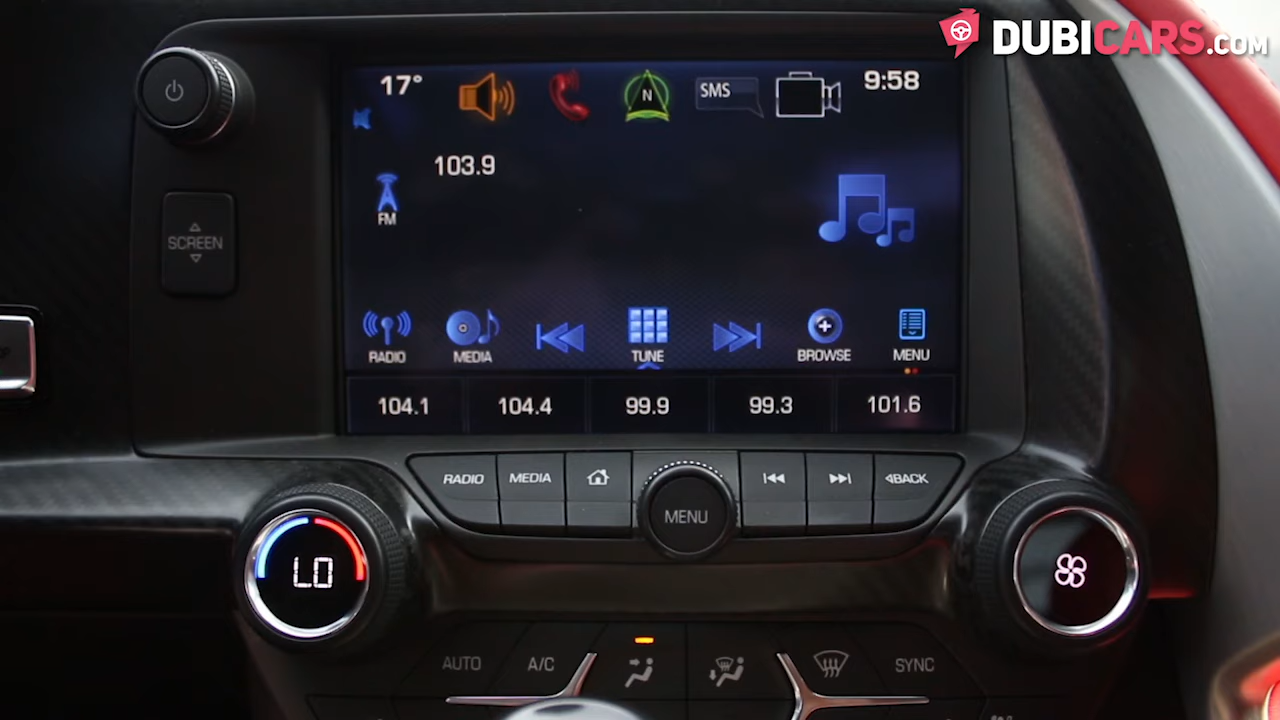 DUBICARS.com
17° N SMS 9:58
103.9
FM
SCREEN
RADIO MEDIA TUNE BROWSE MENU
104.1 104.4 99.9 99.3 101.6
RADIO MEDIA MENU BACK
LO
AUTO A/C SYNC